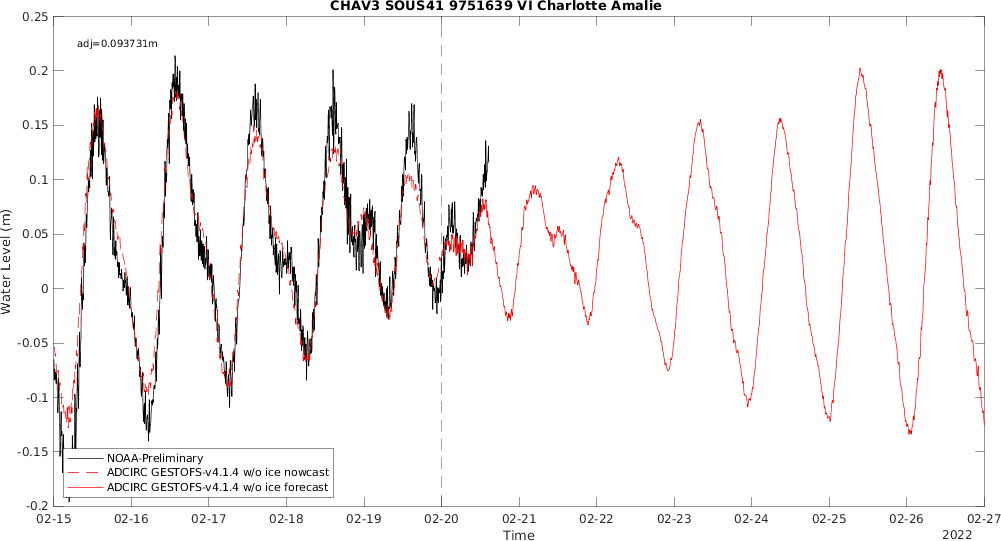 CHAV3 SOUS41 9751639 VI Charlotte Amalie
0.25
adj=0.093731m
0.2
0.15
0.1
0.05
0
-0.05
-0.1
-0.15
-0.2
Water Level (m)
NOAA-Preliminary
ADCIRC GESTOFS-v4.1.4 w/o ice nowcast
ADCIRC GESTOFS-v4.1.4 w/o ice forecast
02-15 02-16 02-17 02-18 02-19 02-20 02-21 02-22 02-23 02-24 02-25 02-26 02-27
Time
2022